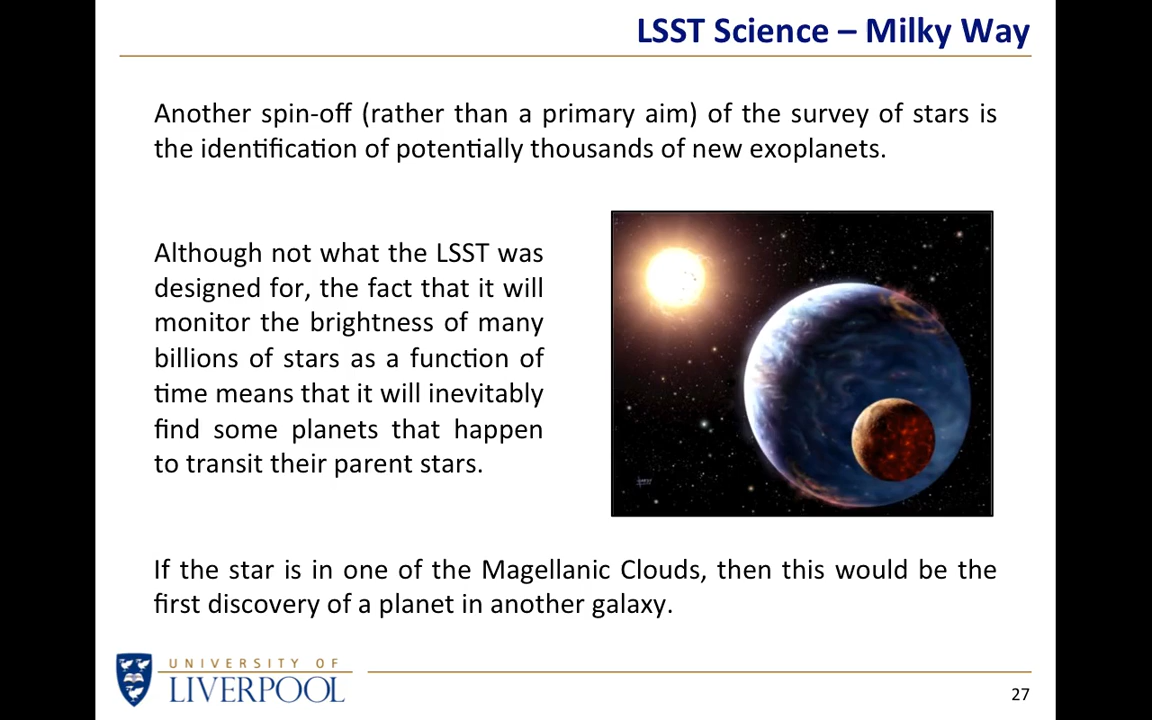 LSST Science – Milky Way
Another spin-off (rather than a primary aim) of the survey of stars is
the identification of potentially thousands of new exoplanets.
Although not what the LSST was
designed for, the fact that it will
monitor the brightness of many
billions of stars as a function of
time means that it will inevitably
find some planets that happen
to transit their parent stars.
If the star is in one of the Magellanic Clouds, then this would be the
first discovery of a planet in another galaxy.
UNIVERSITY OF
LIVERPOOL
27